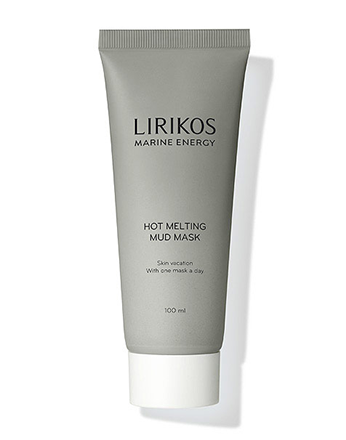 LIRIKOS
MARINE ENERGY
HOT MELTING
MUD MASK
Skin vacation
With one mask a day
100 ml